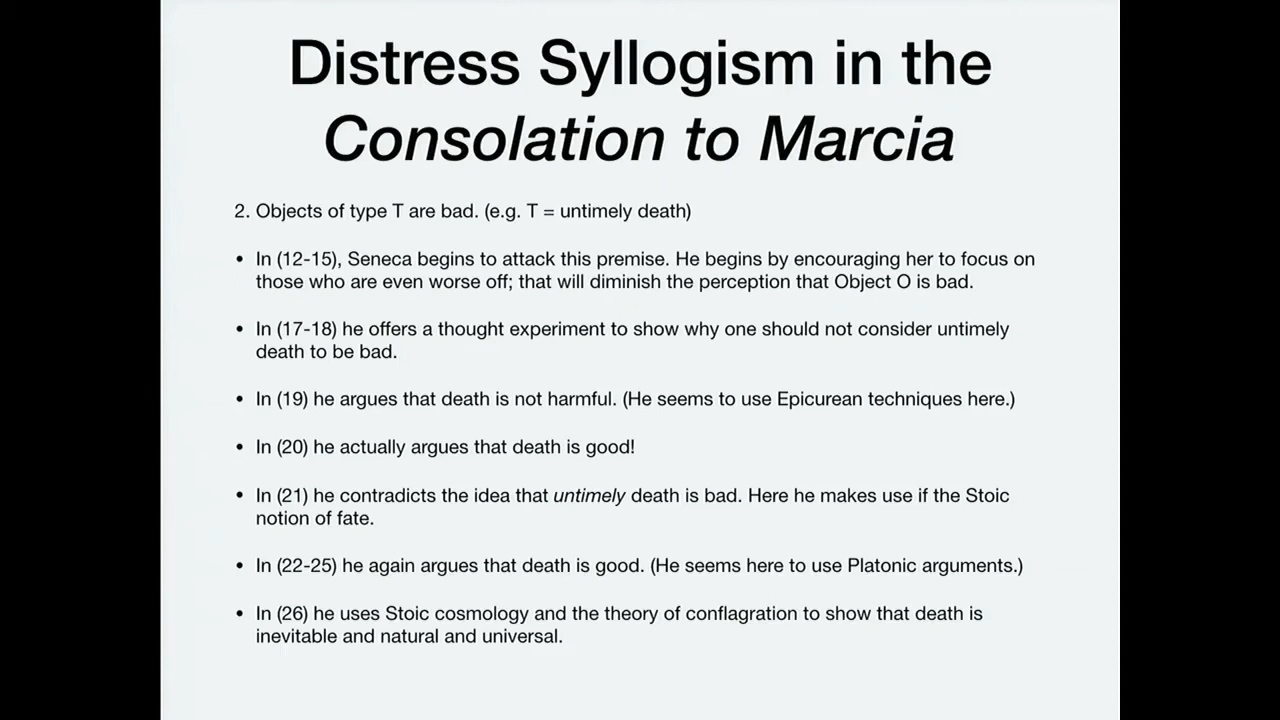 Distress Syllogism in the
Consolation to Marcia
2. Objects of type T are bad. (e.g. T = untimely death)
• In (12-15), Seneca begins to attack this premise. He begins by encouraging her to focus on
those who are even worse off; that will diminish the perception that Object O is bad.
• In (17-18) he offers a thought experiment to show why one should not consider untimely
death to be bad.
• In (19) he argues that death is not harmful. (He seems to use Epicurean techniques here.)
• In (20) he actually argues that death is good!
• In (21) he contradicts the idea that untimely death is bad. Here he makes use if the Stoic
notion of fate.
• In (22-25) he again argues that death is good. (He seems here to use Platonic arguments.)
• In (26) he uses Stoic cosmology and the theory of conflagration to show that death is
inevitable and natural and universal.